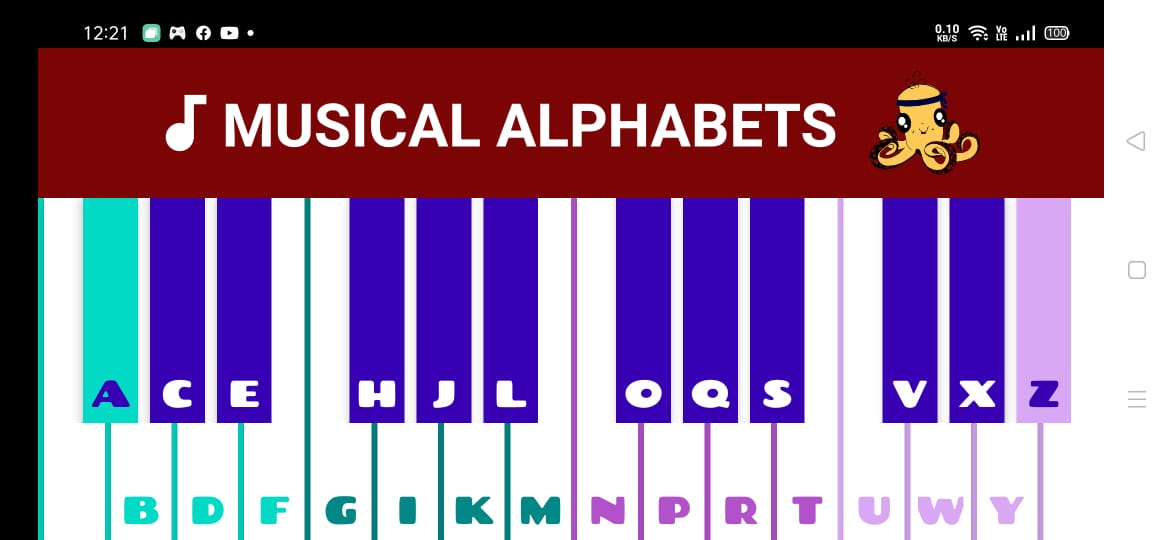 12:21 0.10 KB/S Vo LTE 100
MUSICAL ALPHABETS
A C E H J L O Q S V X Z
B D F G I K M N P R T U W Y